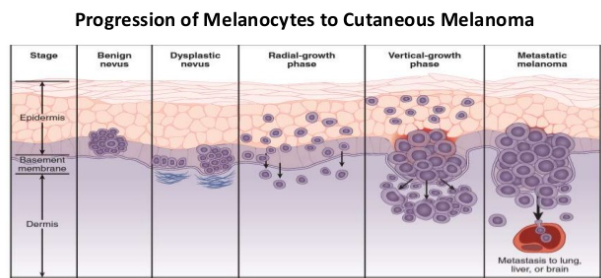 Progression of Melanocytes to Cutaneous Melanoma
Stage
Benign
nevus
Dysplastic
nevus
Radial-growth
phase
Vertical-growth
phase
Metastatic
melanoma
Epidermis
Basement
membrane
Dermis
Metastasis to lung,
liver, or brain